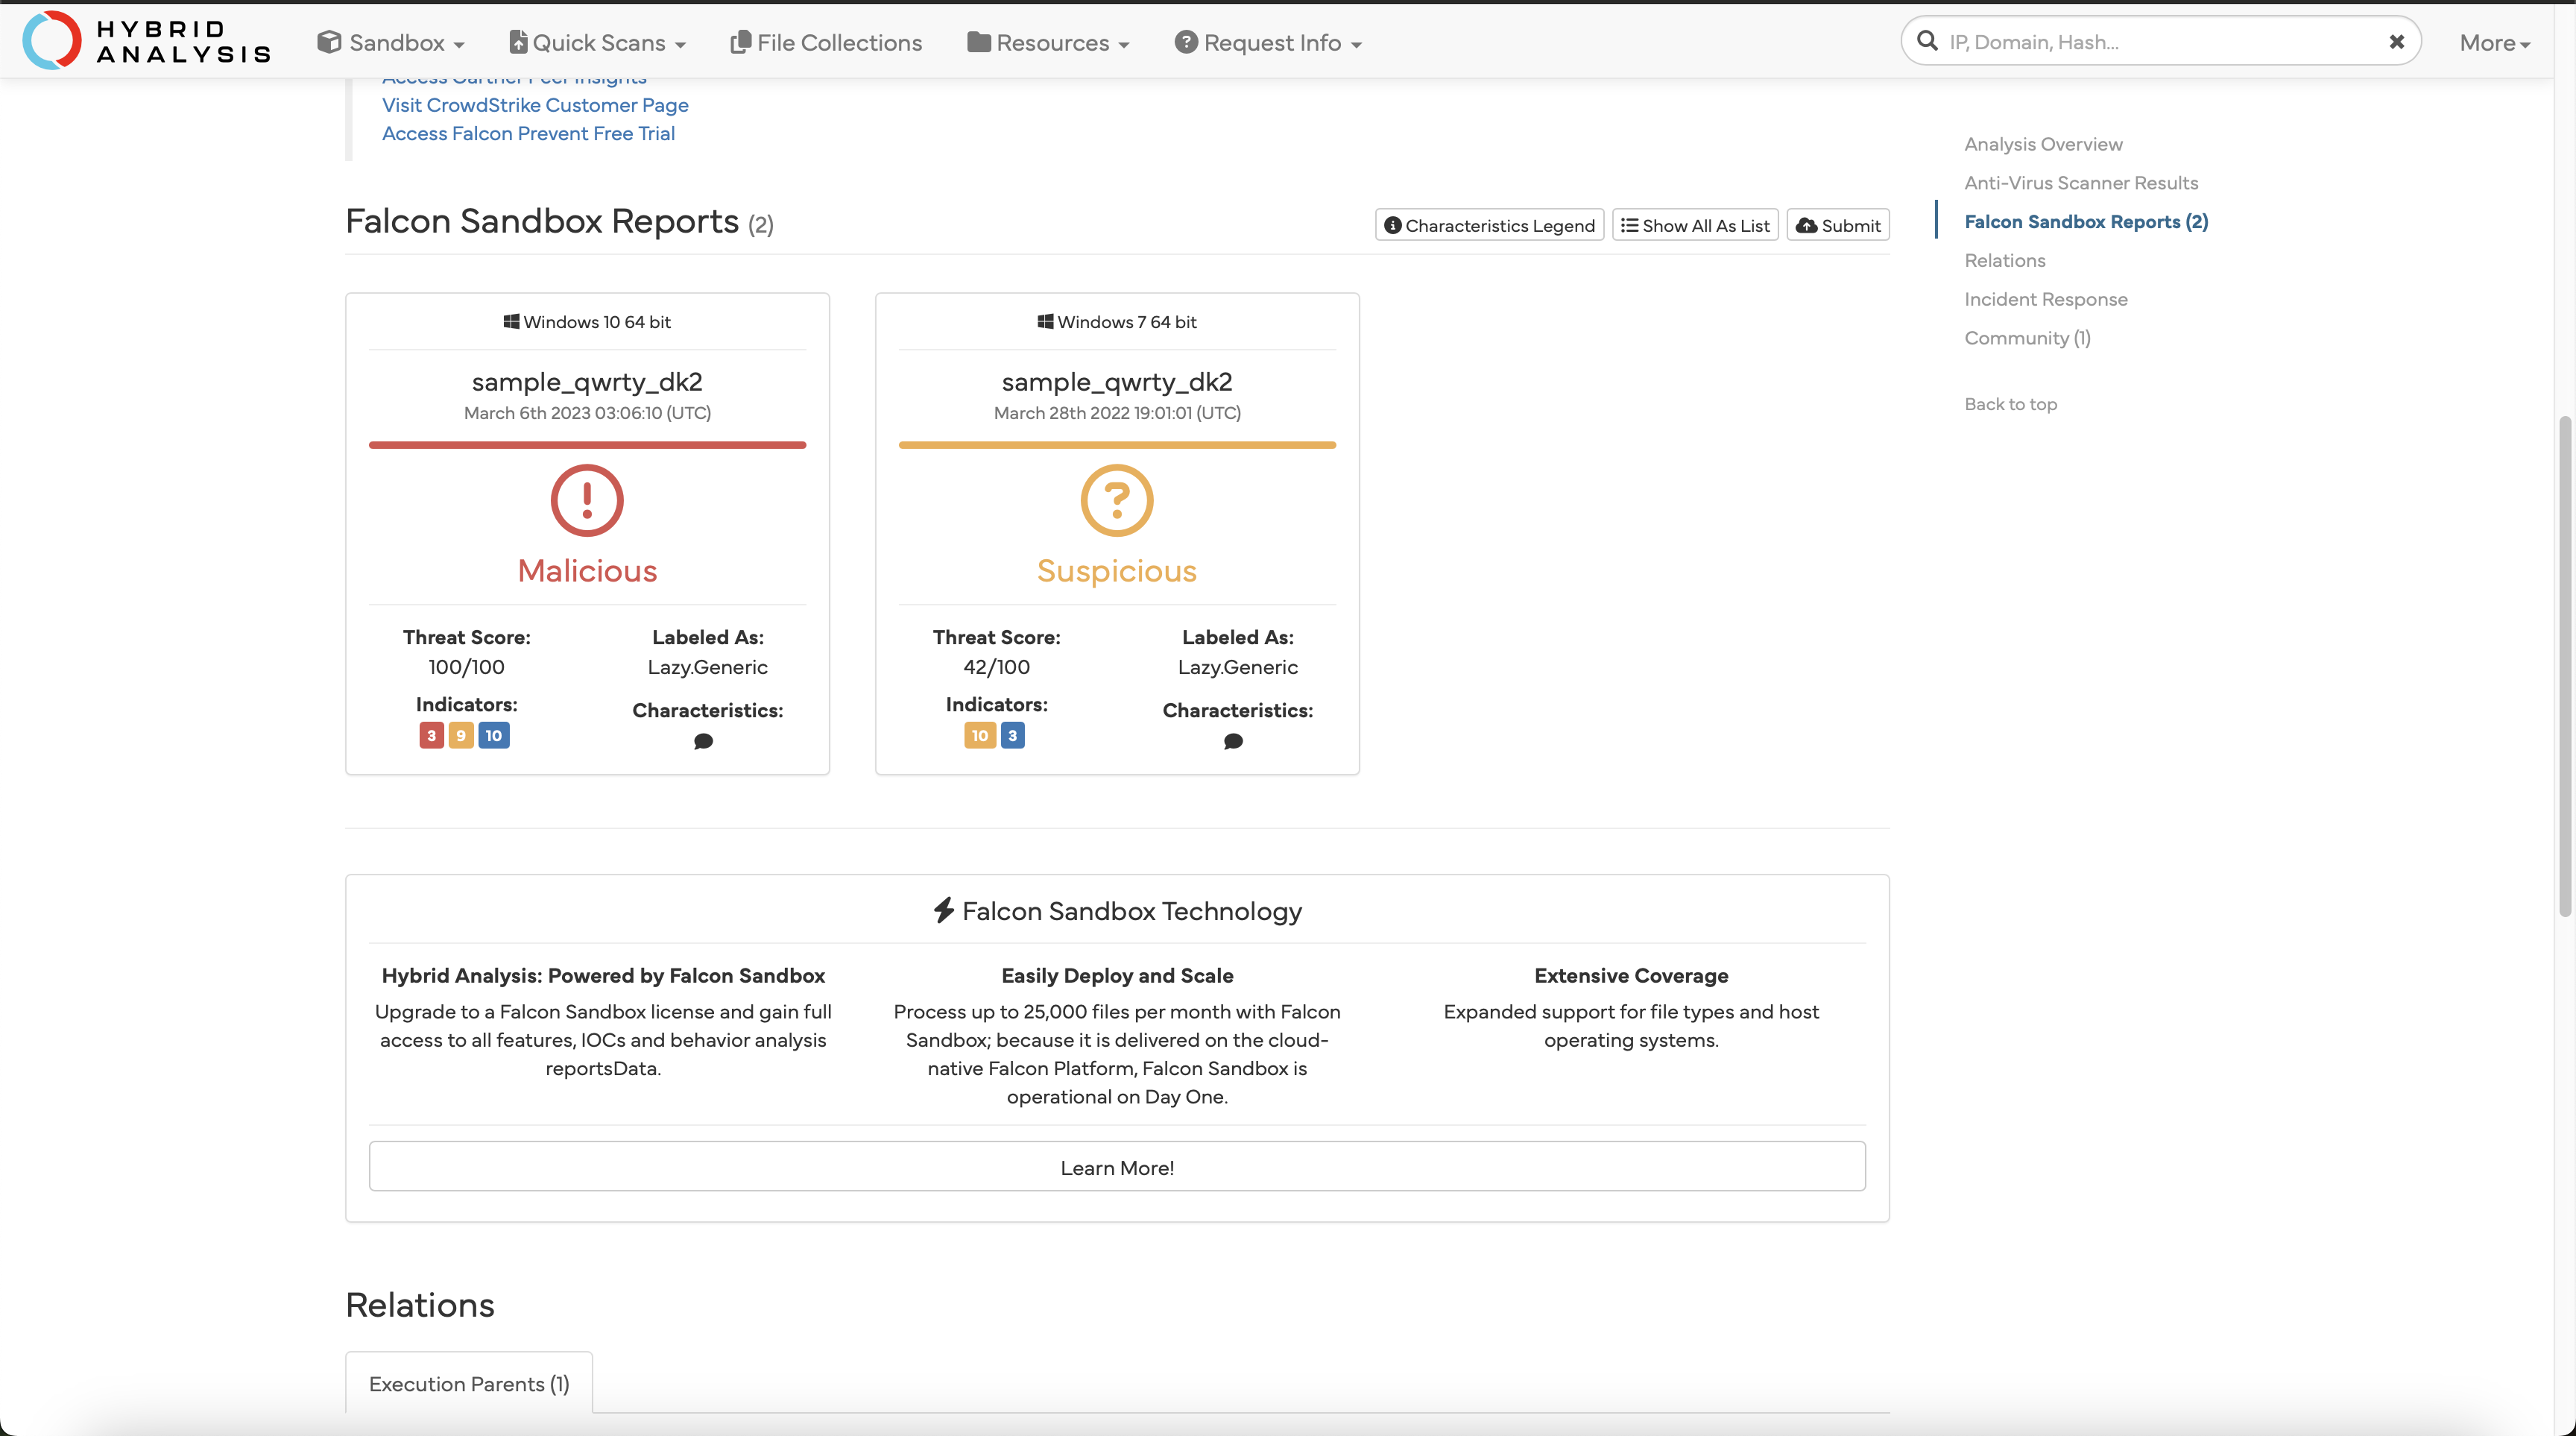 HYBRID
ANALYSIS
Sandbox
Quick Scans
File Collections
Resources
Request Info
IP, Domain, Hash...
More
Access Gartner Peer Insights
Visit CrowdStrike Customer Page
Access Falcon Prevent Free Trial
Falcon Sandbox Reports (2)
Characteristics Legend
Show All As List
Submit
Windows 10 64 bit
sample_qwrty_dk2
March 6th 2023 03:06:10 (UTC)
Malicious
Threat Score:
100/100
Labeled As:
Lazy.Generic
Indicators:
3 9 10
Characteristics:
Windows 7 64 bit
sample_qwrty_dk2
March 28th 2022 19:01:01 (UTC)
Suspicious
Threat Score:
42/100
Labeled As:
Lazy.Generic
Indicators:
10 3
Characteristics:
Analysis Overview
Anti-Virus Scanner Results
Falcon Sandbox Reports (2)
Relations
Incident Response
Community (1)
Back to top
Falcon Sandbox Technology
Hybrid Analysis: Powered by Falcon Sandbox
Upgrade to a Falcon Sandbox license and gain full
access to all features, IOCs and behavior analysis
reportsData.
Easily Deploy and Scale
Process up to 25,000 files per month with Falcon
Sandbox; because it is delivered on the cloud-
native Falcon Platform, Falcon Sandbox is
operational on Day One.
Extensive Coverage
Expanded support for file types and host
operating systems.
Learn More!
Relations
Execution Parents (1)